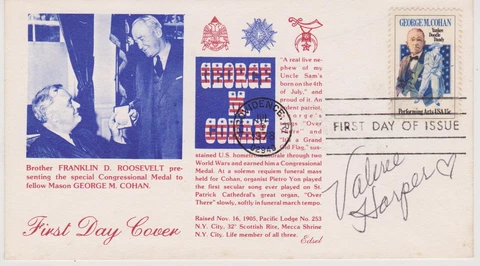 Brother FRANKLIN D. ROOSEVELT pre-
senting the special Congressional Medal to
fellow Mason GEORGE M. COHAN.
First Day Cover
GEORGE
M
COHAN
"A real live ne-
phew of my
Uncle Sam's
born on the 4th
of July," and
proud of it. An
patriot,
George's
"Over
and
a Grand
Flag," sus-
tained U.S. through two
World Wars and earned him a Congressional
Medal. At a solemn requiem funeral mass
held for Cohan, organist Pietro Yon played
the first secular song ever played on St.
Patrick Cathedral's great organ, "Over
There" slowly, softly in funeral march tempo.
Raised Nov. 16, 1905, Pacific Lodge No. 253
N.Y. City, 32° Scottish Rite, Mecca Shrine
N.Y. City. Life member of all three.
Edsel
PROVIDENCE, RI
JUL
3
1978
GEORGE M. COHAN
Yankee
Doodle
Dandy
Performing Arts USA 15c
FIRST DAY OF ISSUE
Valerie
Harper